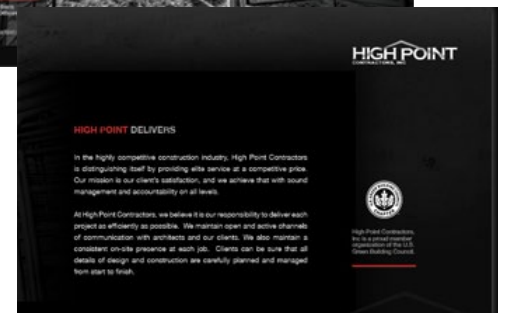 HIGH POINT
CONTRACTORS, INC
HIGH POINT DELIVERS
In the highly competitive construction industry, High Point Contractors
is distinguishing itself by providing elite service at a competitive price.
Our mission is our client's satisfaction, and we achieve that with sound
management and accountability on all levels.
At High Point Contractors, we believe it is our responsibility to deliver each
project as efficiently as possible. We maintain open and active channels
of communication with architects and our clients. We also maintain a
consistent on-site presence at each job. Clients can be sure that all
details of design and construction are carefully planned and managed
from start to finish.
High Point Contractors,
Inc is a proud member
organization of the U.S.
Green Building Council.